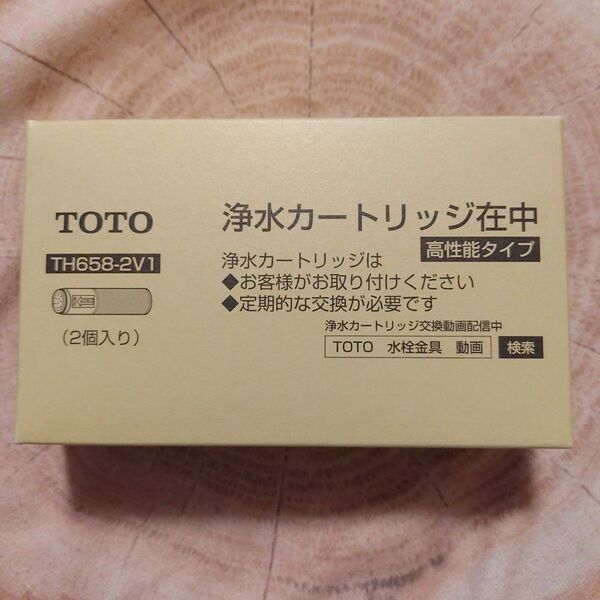 TOTO
TH658-2V1
(2個入り)
浄水カートリッジ在中
高性能タイプ
浄水カートリッジは
◆お客様がお取り付けください
◆定期的な交換が必要です
浄水カートリッジ交換動画配信中
TOTO 水栓金具 動画 検索